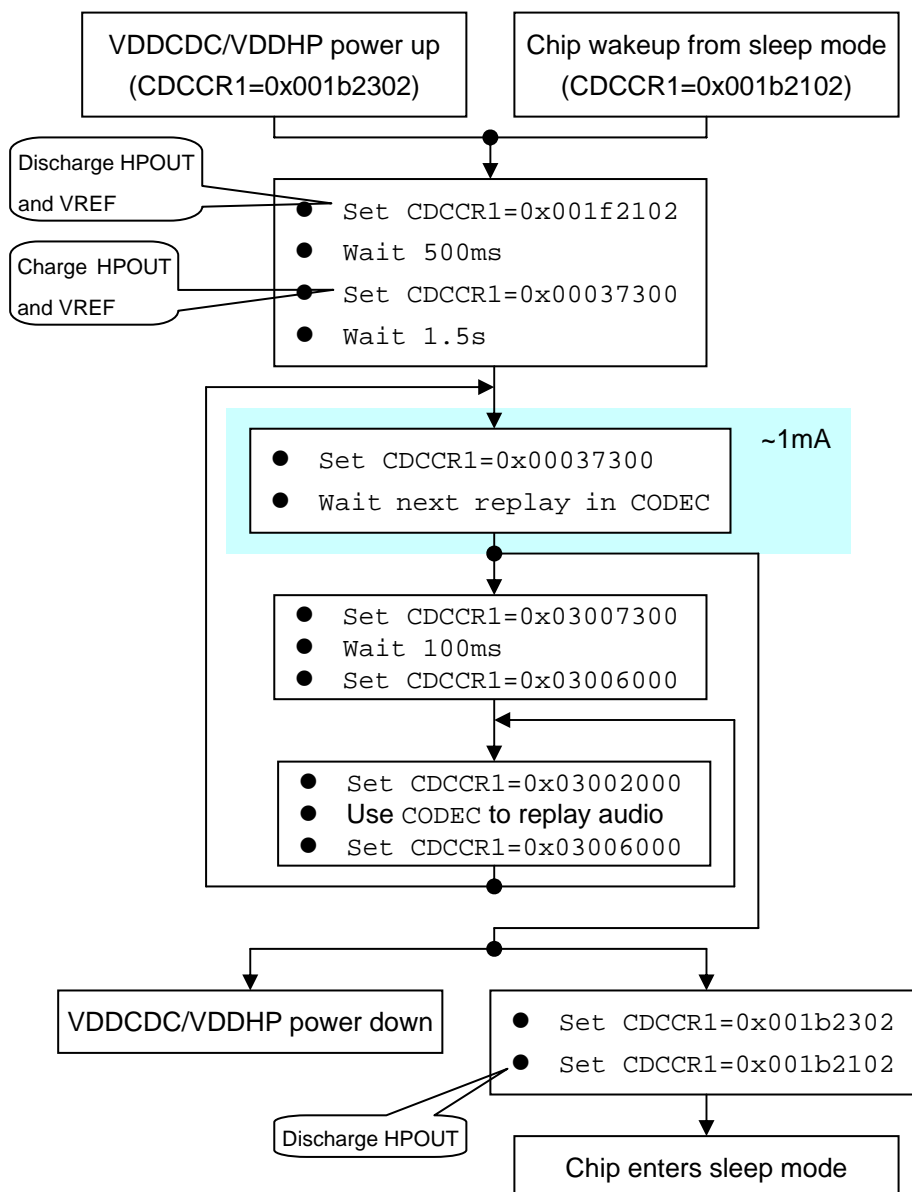 VDDCDC/VDDHP power up
(CDCCR1=0x001b2302)
Chip wakeup from sleep mode
(CDCCR1=0x001b2102)
Discharge HPOUT
and VREF
● Set CDCCR1=0x001f2102
● Wait 500ms
Charge HPOUT
and VREF
● Set CDCCR1=0x00037300
● Wait 1.5s
~1mA
● Set CDCCR1=0x00037300
● Wait next replay in CODEC
● Set CDCCR1=0x03007300
● Wait 100ms
● Set CDCCR1=0x03006000
● Set CDCCR1=0x03002000
● Use CODEC to replay audio
● Set CDCCR1=0x03006000
VDDCDC/VDDHP power down
● Set CDCCR1=0x001b2302
● Set CDCCR1=0x001b2102
Discharge HPOUT
Chip enters sleep mode